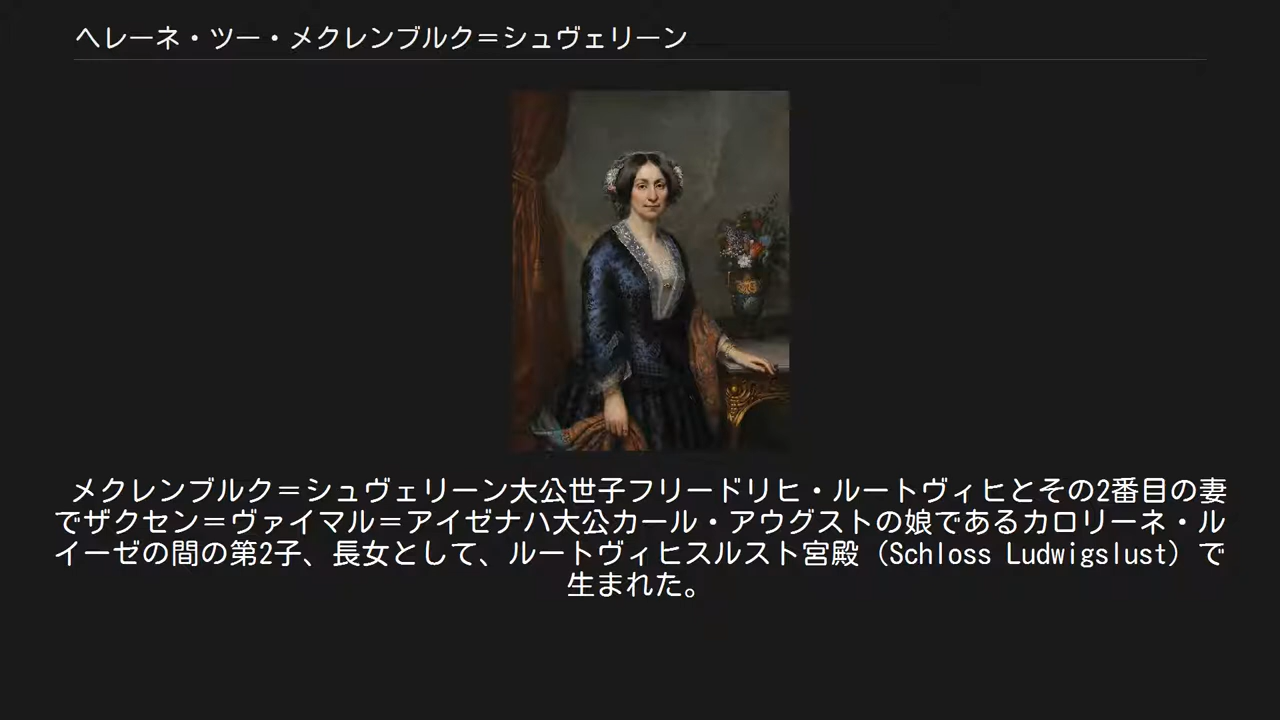 ヘレーネ・ツー・メクレンブルク＝シュヴェリーン
メクレンブルク＝シュヴェリーン大公世子フリードリヒ・ルートヴィヒとその2番目の妻
でザクセン＝ヴァイマル＝アイゼナハ大公カール・アウグストの娘であるカロリーネ・ル
イーゼの間の第2子、長女として、ルートヴィヒスルスト宮殿（Schloss Ludwigslust）で
生まれた。